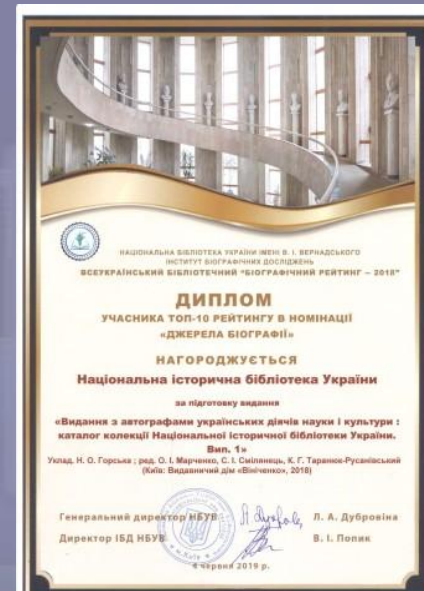 НАЦІОНАЛЬНА БІБЛІОТЕКА УКРАЇНИ ІМЕНІ В. І. ВЕРНАДСЬКОГО
ІНСТИТУТ БІОГРАФІЧНИХ ДОСЛІДЖЕНЬ
ВСЕУКРАЇНСЬКИЙ БІБЛІОТЕЧНИЙ "БІОГРАФІЧНИЙ РЕЙТИНГ – 2018"
ДИПЛОМ
УЧАСНИКА ТОП-10 РЕЙТИНГУ В НОМІНАЦІЇ
«ДЖЕРЕЛА БІОГРАФІЇ»
НАГОРОДЖУЄТЬСЯ
Національна історична бібліотека України
за підготовку видання
«Видання з автографами українських діячів науки і культури :
каталог колекції Національної історичної бібліотеки України.
Вип. 1»
Уклад. Н. О. Горська ; ред. О. І. Марченко, С. І. Смілянець, К. Г. Таранюк-Русанівський
(Київ: Видавничий дім «Вініченко», 2018)
Генеральний директор НБУВ Л. А. Дубровіна
Директор ІБД НБУВ В. І. Попик
4 червня 2019 р.